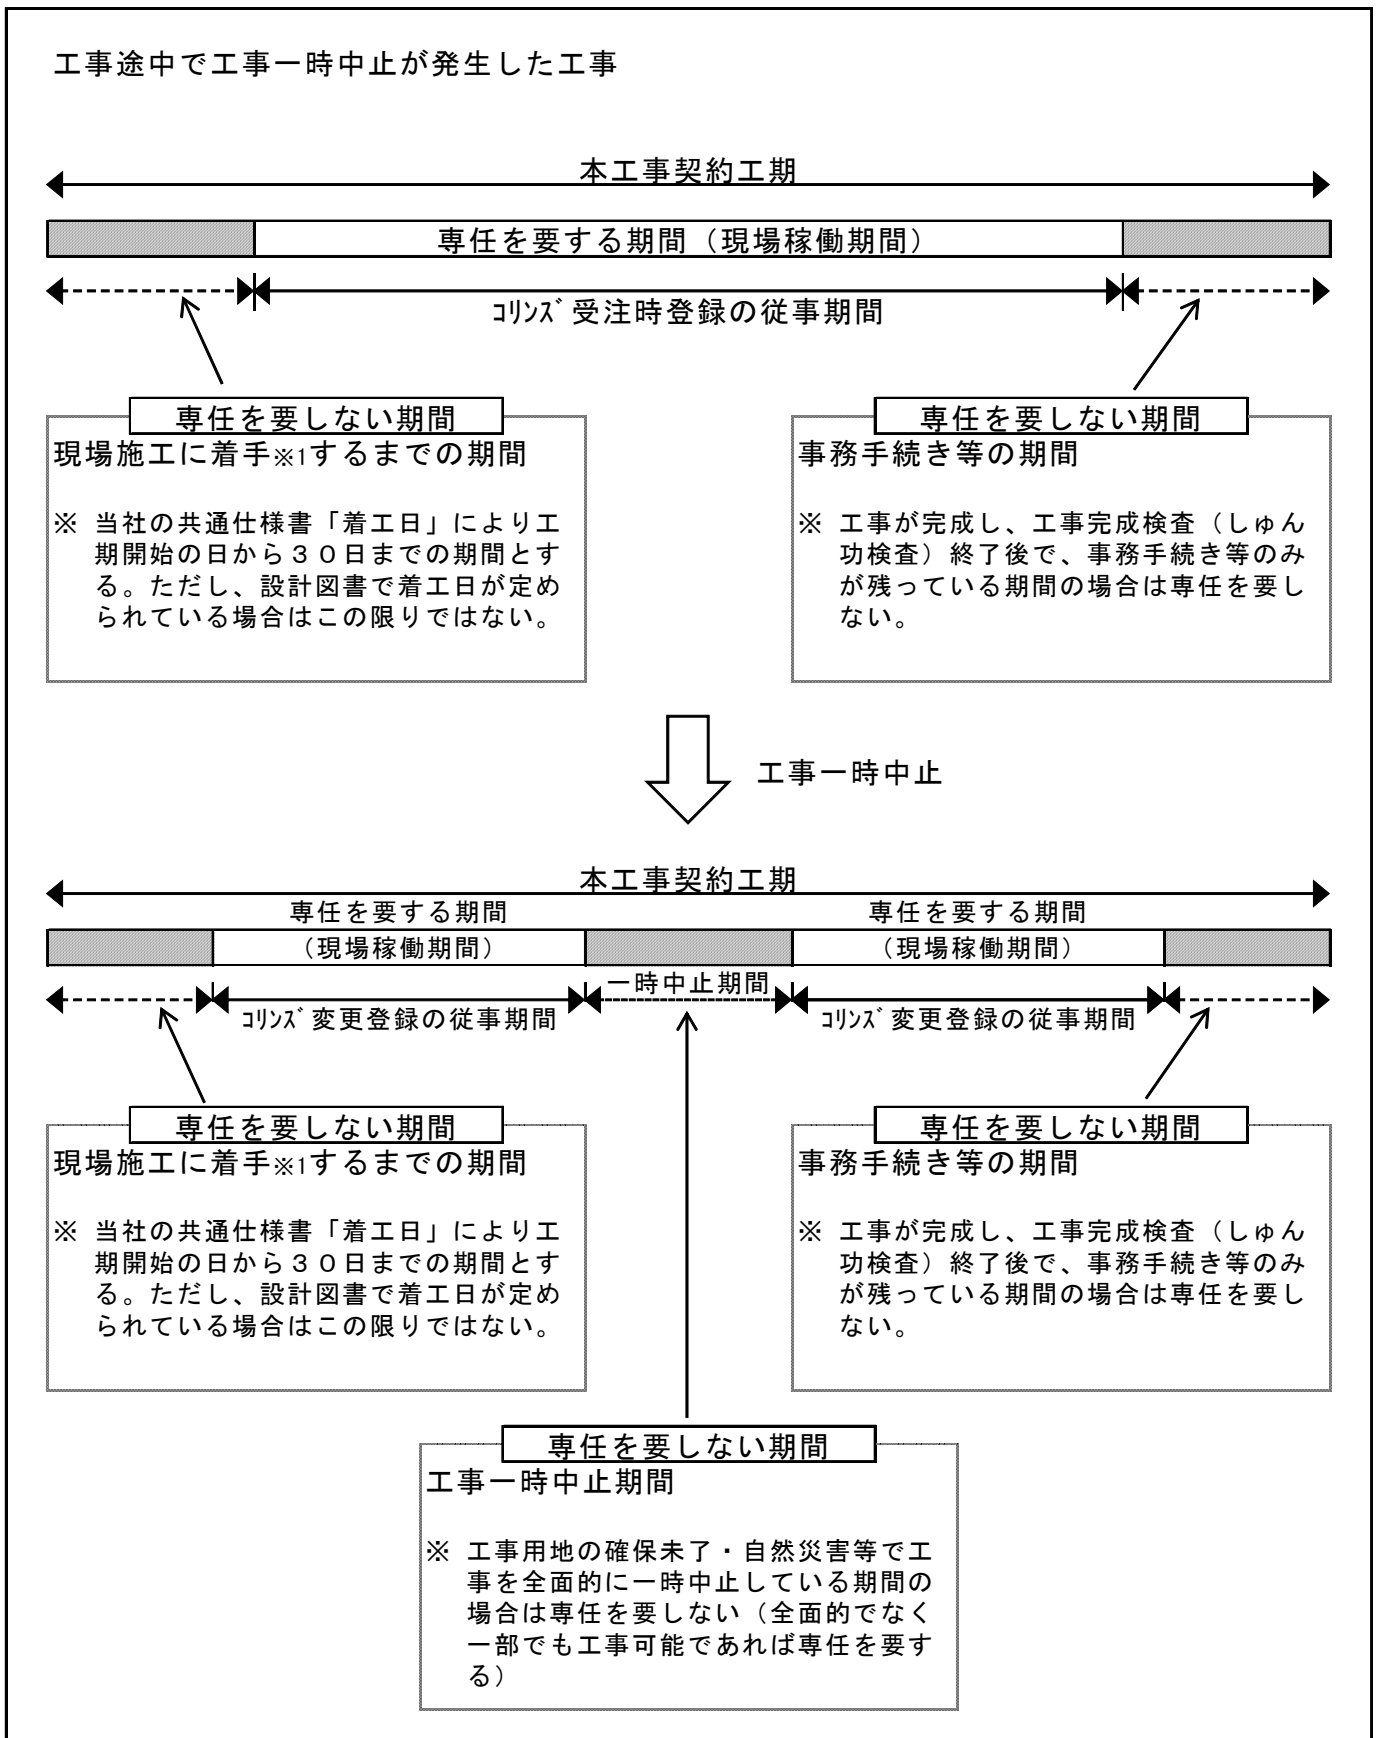 工事途中で工事一時中止が発生した工事
本工事契約工期
専任を要する期間（現場稼働期間）
ｺﾘﾝｽﾞ受注時登録の従事期間
専任を要しない期間
現場施工に着手※1するまでの期間
※ 当社の共通仕様書「着工日」により工
期開始の日から３０日までの期間とす
る。ただし、設計図書で着工日が定め
られている場合はこの限りではない。
専任を要しない期間
事務手続き等の期間
※ 工事が完成し、工事完成検査（しゅん
功検査）終了後で、事務手続き等のみ
が残っている期間の場合は専任を要し
ない。
工事一時中止
本工事契約工期
専任を要する期間
（現場稼働期間）
専任を要する期間
（現場稼働期間）
一時中止期間
ｺﾘﾝｽﾞ変更登録の従事期間
ｺﾘﾝｽﾞ変更登録の従事期間
専任を要しない期間
現場施工に着手※1するまでの期間
※ 当社の共通仕様書「着工日」により工
期開始の日から３０日までの期間とす
る。ただし、設計図書で着工日が定め
られている場合はこの限りではない。
専任を要しない期間
事務手続き等の期間
※ 工事が完成し、工事完成検査（しゅん
功検査）終了後で、事務手続き等のみ
が残っている期間の場合は専任を要し
ない。
専任を要しない期間
工事一時中止期間
※ 工事用地の確保未了・自然災害等で工
事を全面的に一時中止している期間の
場合は専任を要しない（全面的でなく
一部でも工事可能であれば専任を要す
る）